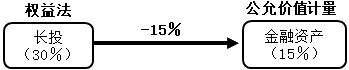 权益法
长投
（30%）
-15%
公允价值计量
金融资产
（15%）